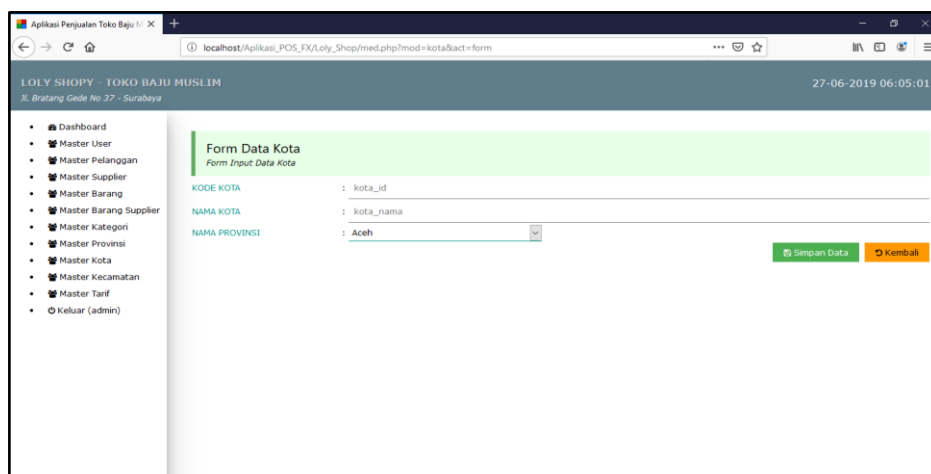 Aplikasi Penjualan Toko Baju M
localhost/Aplikasi_POS_FX/Loly_Shop/med.php?mod=kota&act=form
LOLY SHOPY - TOKO BAJU MUSLIM
27-06-2019 06:05:01
Jl. Bratang Gede No 37 - Surabaya
Dashboard
Master User
Master Pelanggan
Master Supplier
Master Barang
Master Barang Supplier
Master Kategori
Master Provinsi
Master Kota
Master Kecamatan
Master Tarif
Keluar (admin)
Form Data Kota
Form Input Data Kota
KODE KOTA : kota_id
NAMA KOTA : kota_nama
NAMA PROVINSI : Aceh
Simpan Data Kembali